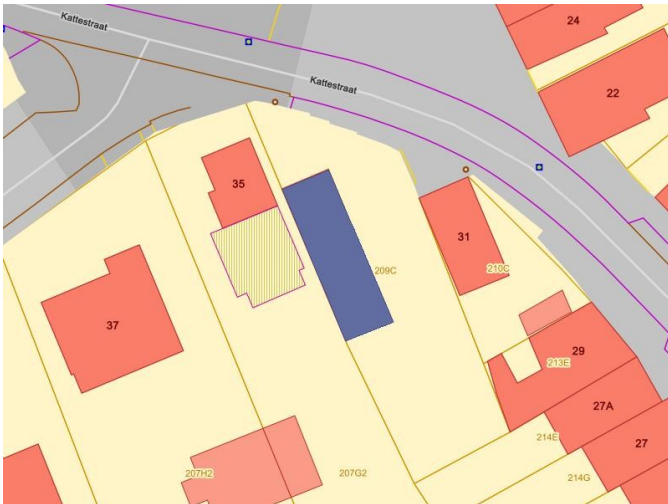 Kattestraat
24
Kattestraat
22
35
31
209C
210C
37
29
213E
27A
214E
27
207H2
207G2
214G